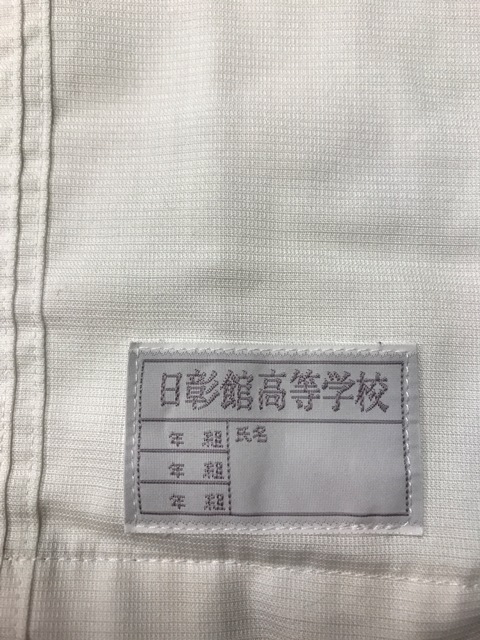 日彰館高等学校
年 組 氏名
年 組
年 組